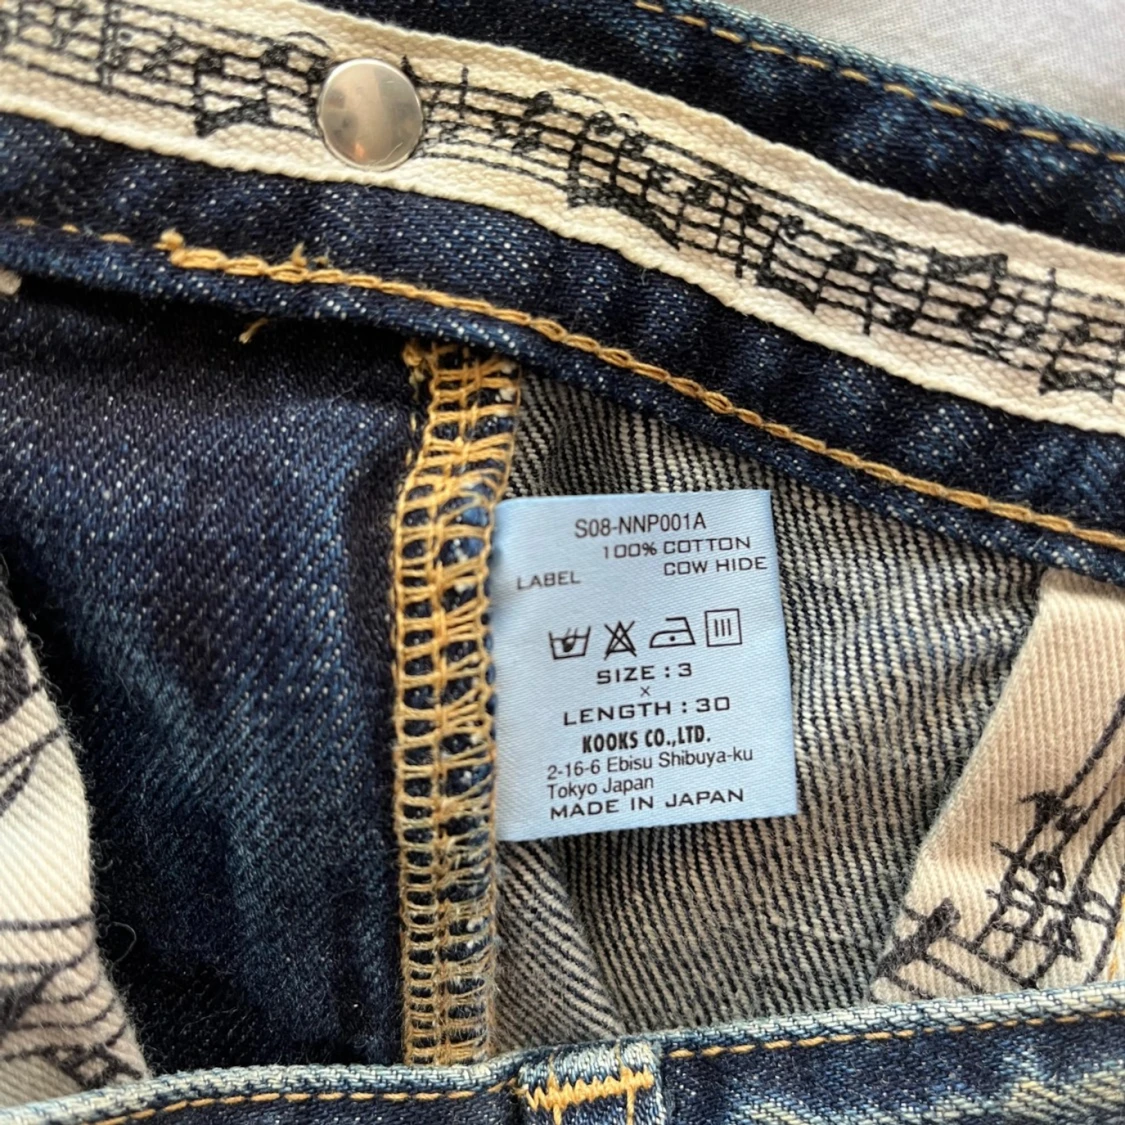 S08-NNP001A
100% COTTON
LABEL COW HIDE
SIZE : 3
×
LENGTH : 30
KOOKS CO.,LTD.
2-16-6 Ebisu Shibuya-ku
Tokyo Japan
MADE IN JAPAN